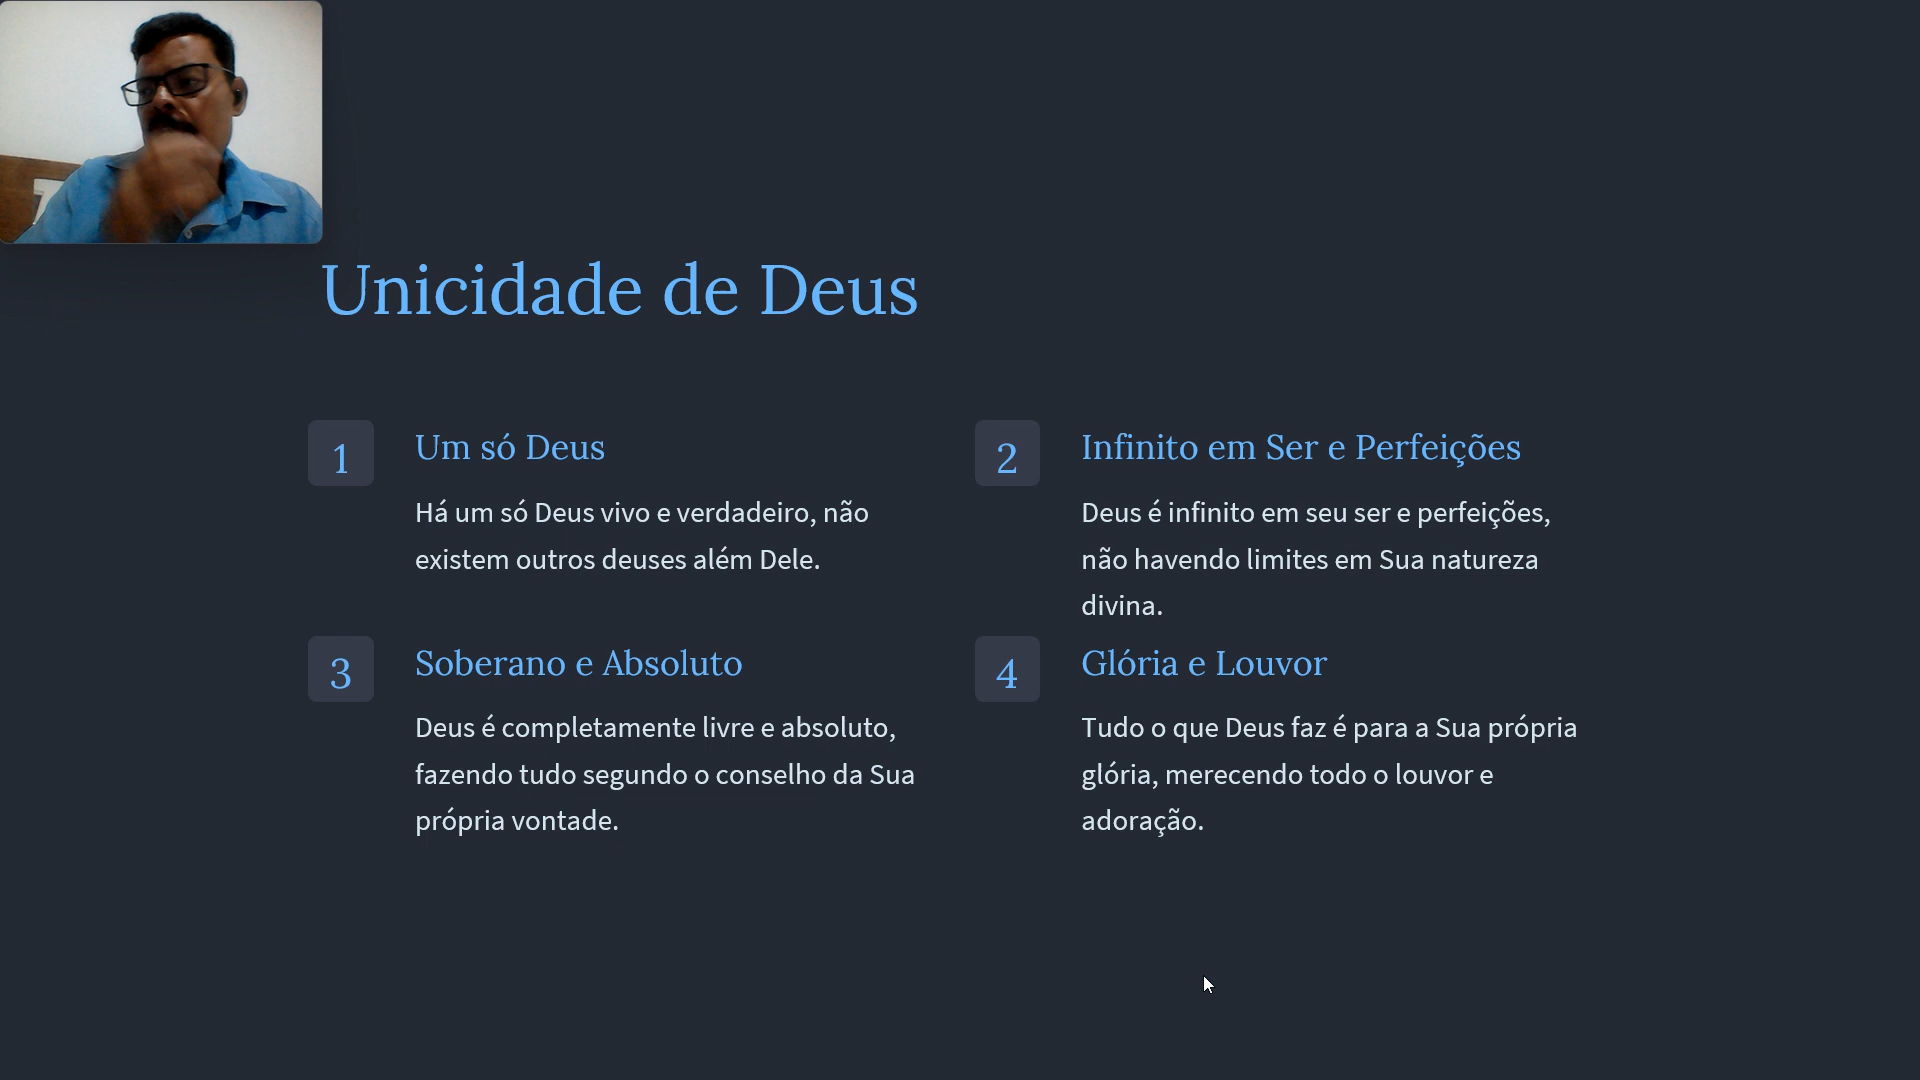 Unicidade de Deus
1
Um só Deus
Há um só Deus vivo e verdadeiro, não
existem outros deuses além Dele.
2
Infinito em Ser e Perfeições
Deus é infinito em seu ser e perfeições,
não havendo limites em Sua natureza
divina.
3
Soberano e Absoluto
Deus é completamente livre e absoluto,
fazendo tudo segundo o conselho da Sua
própria vontade.
4
Glória e Louvor
Tudo o que Deus faz é para a Sua própria
glória, merecendo todo o louvor e
adoração.